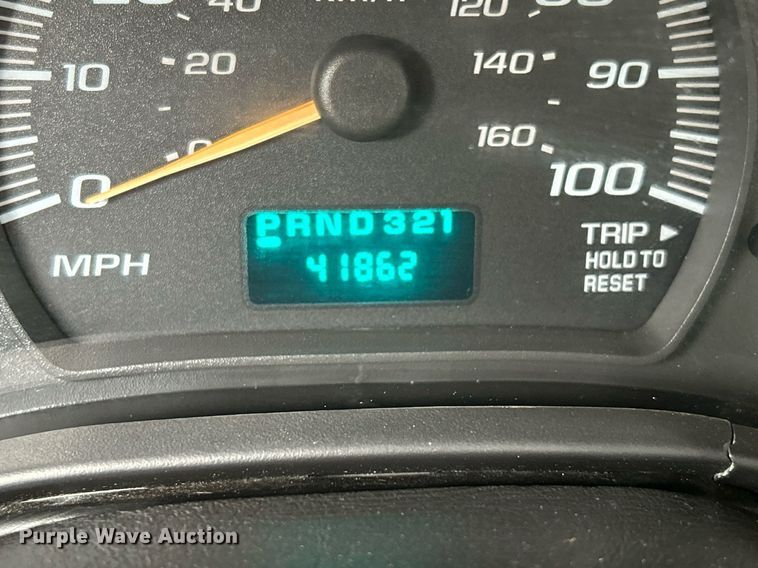 40
120
10
20
140
90
0
0
160
100
PRND321
41862
MPH
TRIP ▶
HOLD TO
RESET
Purple Wave Auction